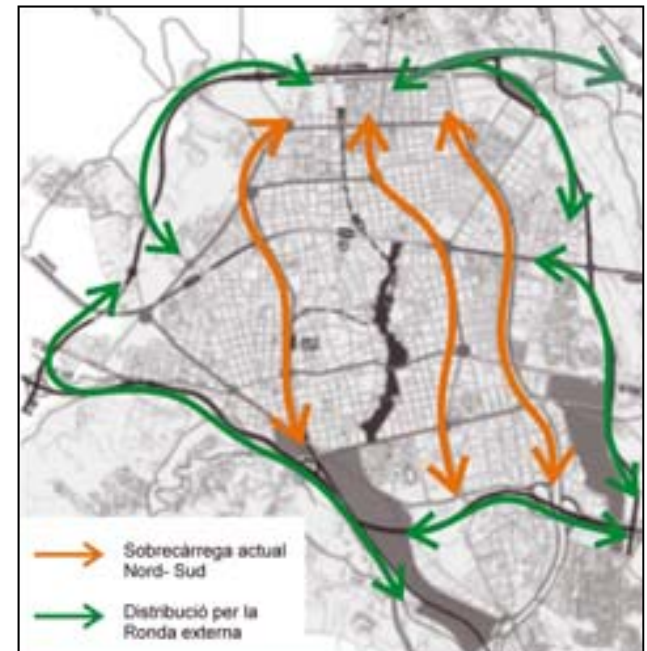 Sobrecàrrega actual
Nord- Sud
Distribució per la
Ronda externa